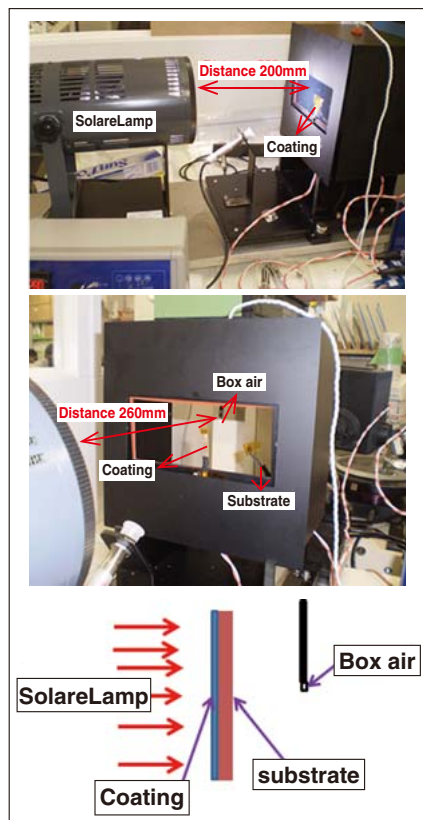 Distance 200mm
SolareLamp
Coating
Box air
Distance 260mm
Coating
Substrate
SolareLamp
Box air
substrate
Coating